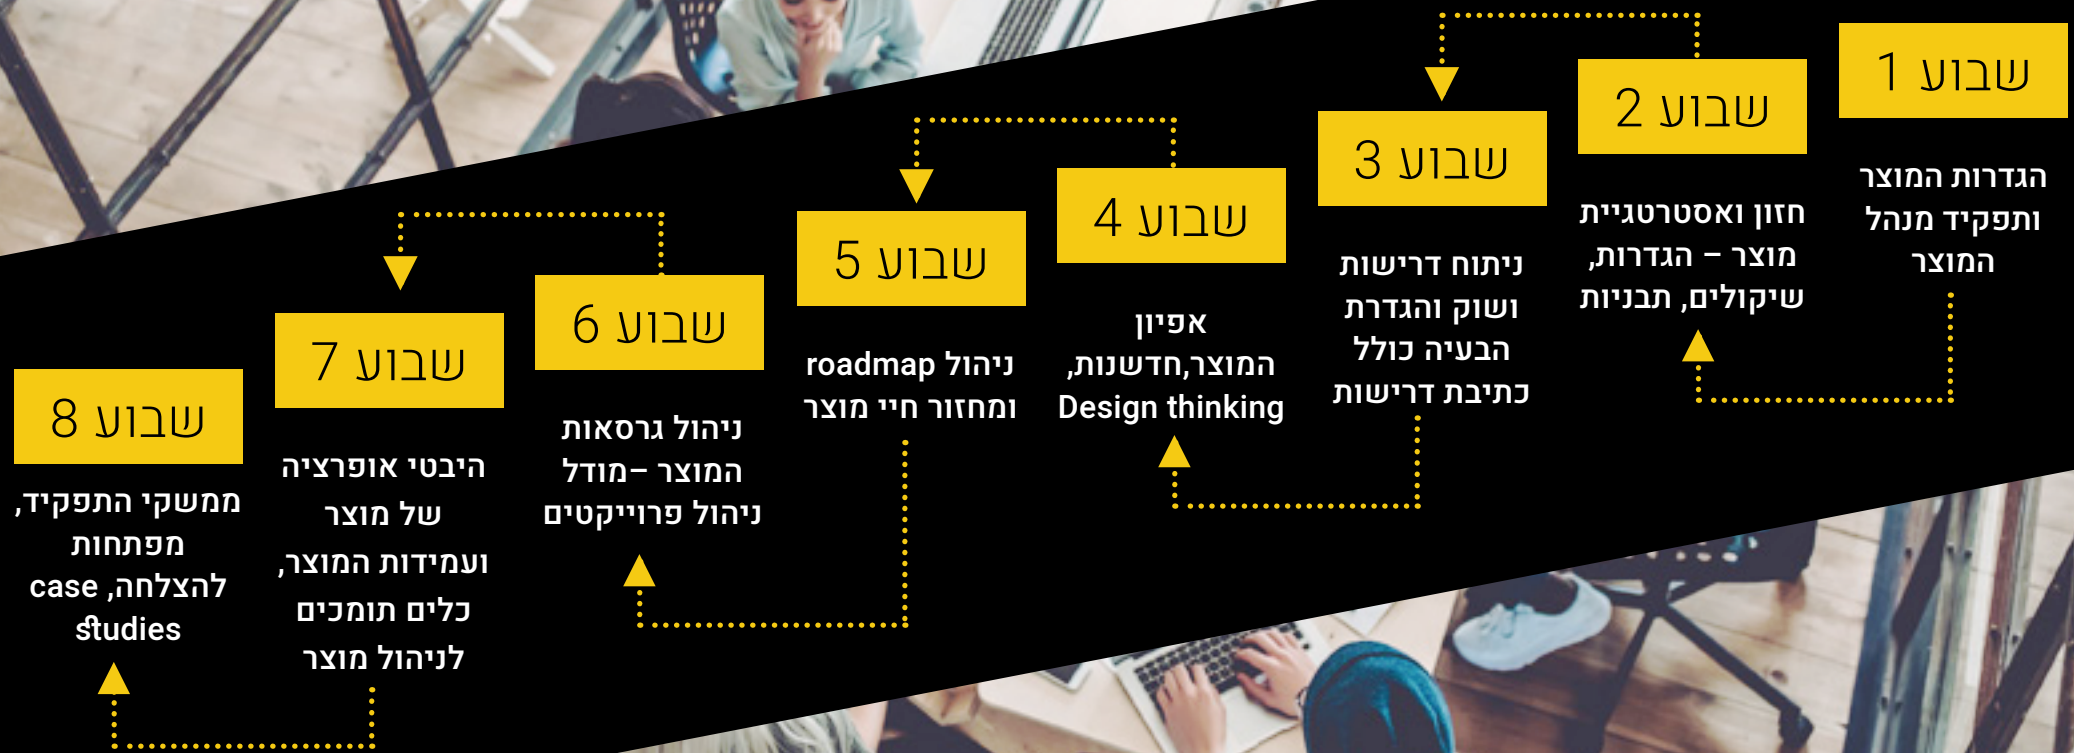 שבוע 1
הגדרות המוצר
ותפקיד מנהל
המוצר
שבוע 2
חזון ואסטרטגיית
מוצר – הגדרות,
שיקולים, תבניות
שבוע 3
ניתוח דרישות
ושוק והגדרת
הבעיה כולל
כתיבת דרישות
שבוע 4
אפיון
המוצר,חדשנות,
Design thinking
שבוע 5
ניהול roadmap
ומחזור חיי מוצר
שבוע 6
ניהול גרסאות
המוצר –מודל
ניהול פרוייקטים
שבוע 7
היבטי אופרציה
של מוצר
ועמידות המוצר,
כלים תומכים
לניהול מוצר
שבוע 8
ממשקי התפקיד,
מפתחות
להצלחה, case
studies